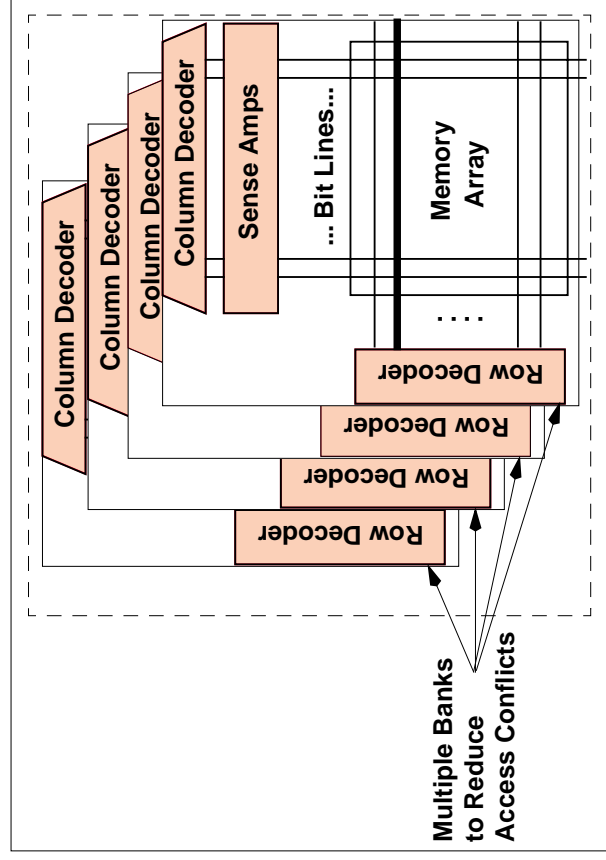 Column Decoder
Column Decoder
Column Decoder
Column Decoder
Sense Amps
... Bit Lines...
Memory
Array
. . . .
Row Decoder
Row Decoder
Row Decoder
Row Decoder
Multiple Banks
to Reduce
Access Conflicts